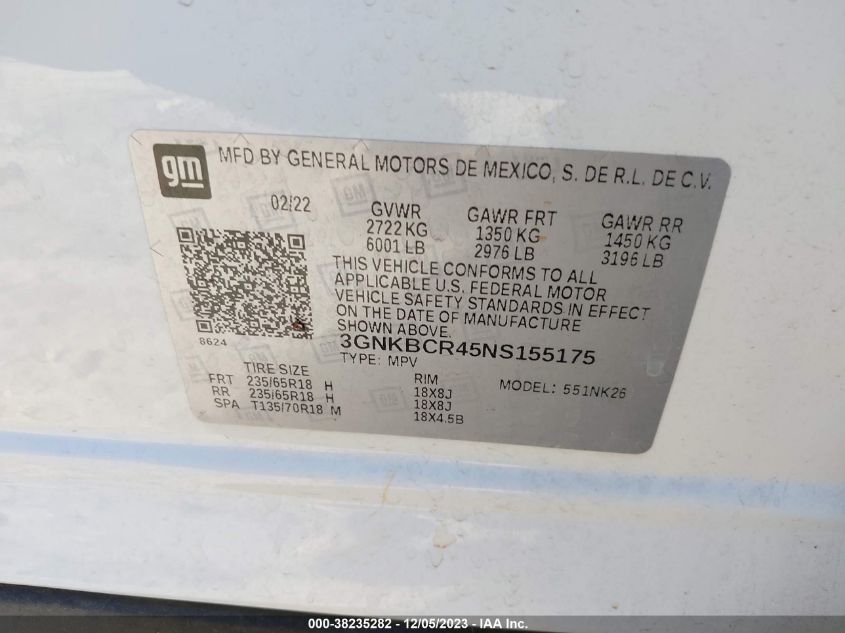 gm
MFD BY GENERAL MOTORS DE MEXICO, S. DE R.L. DE C.V.
02/22
GVWR
2722 KG
6001 LB
GAWR FRT
1350 KG
2976 LB
GAWR RR
1450 KG
3196 LB
THIS VEHICLE CONFORMS TO ALL
APPLICABLE U.S. FEDERAL MOTOR
VEHICLE SAFETY STANDARDS IN EFFECT
ON THE DATE OF MANUFACTURE
SHOWN ABOVE.
8624
3GNKBCR45NS155175
TYPE: MPV
MODEL: 551NK26
TIRE SIZE RIM
FRT 235/65R18 H 18X8J
RR 235/65R18 H 18X8J
SPA T135/70R18 M 18X4.5B
000-38235282 - 12/05/2023 - IAA Inc.